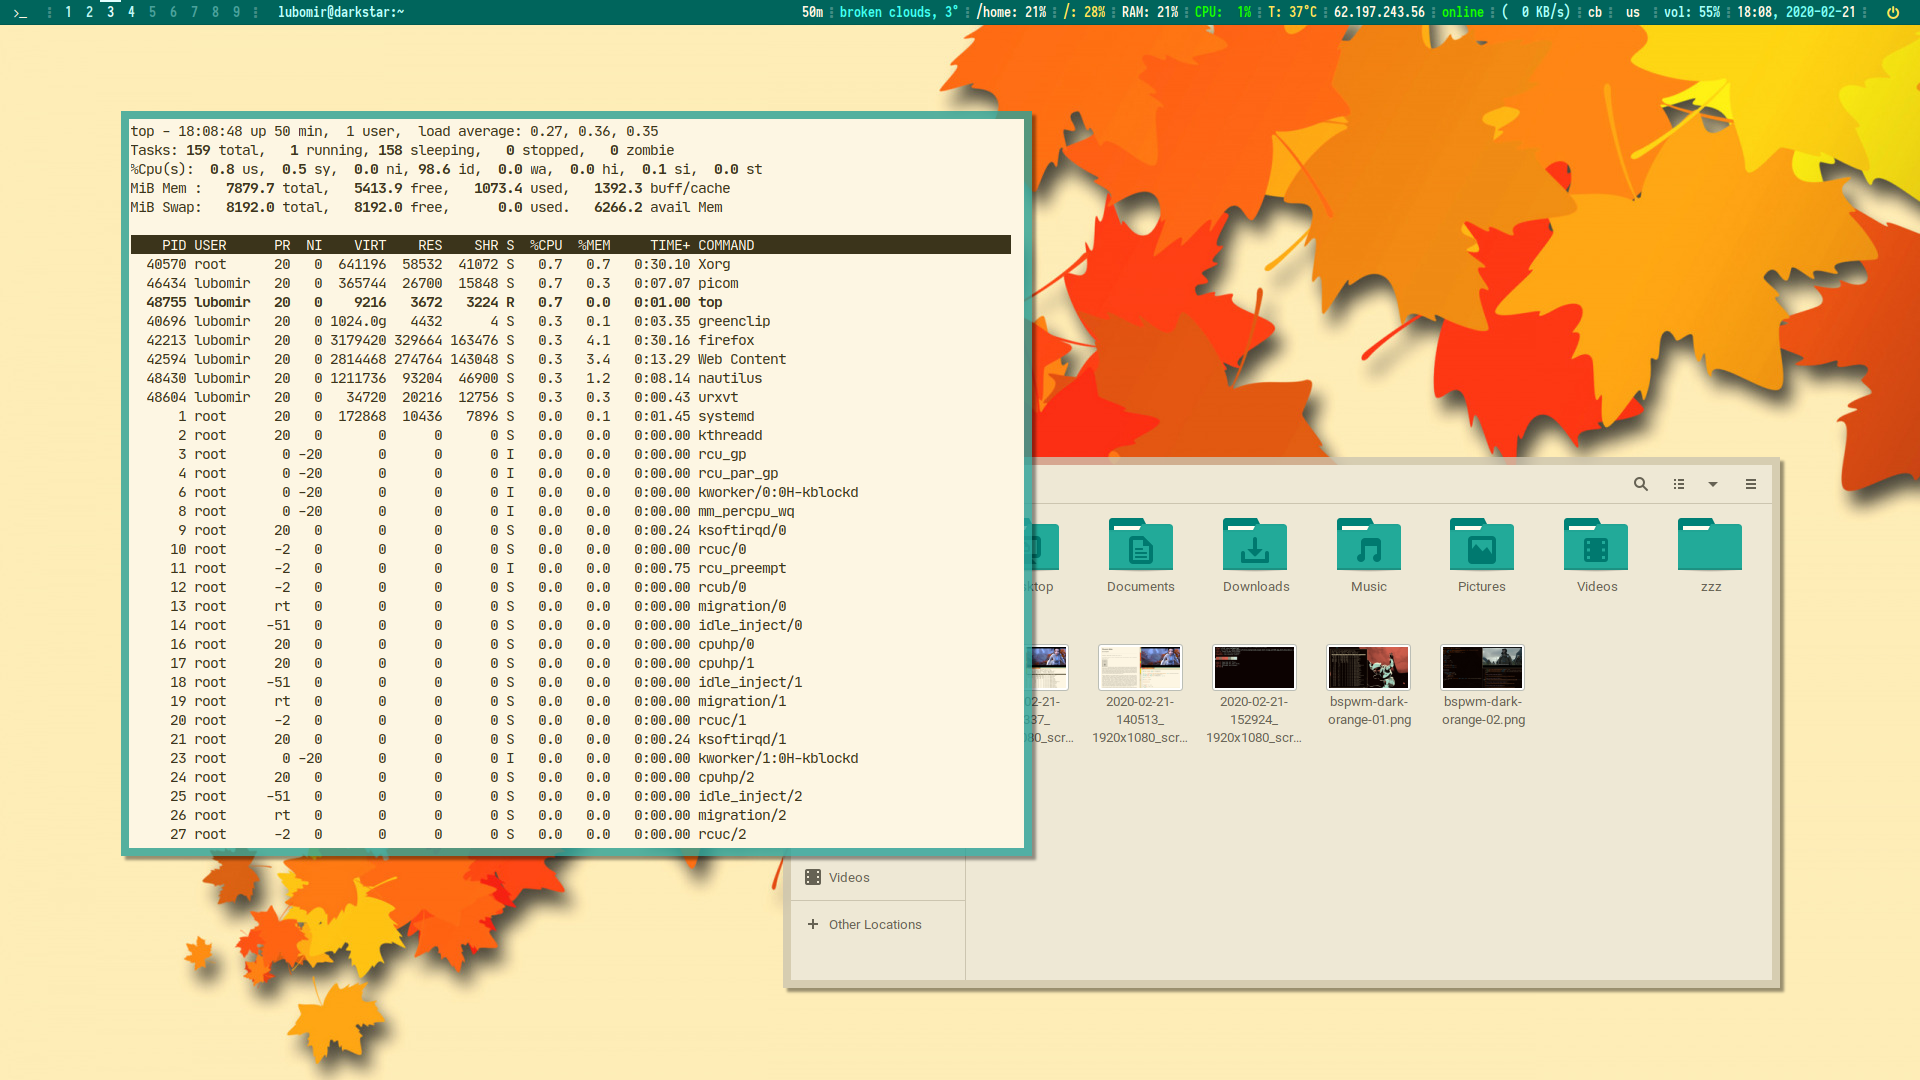 >_ ⋮ 1 2 3 4 5 6 7 8 9 ⋮ lubomir@darkstar:~ 50m ⋮ broken clouds, 3° ⋮ /home: 21% ⋮ /: 28% ⋮ RAM: 21% ⋮ CPU: 1% ⋮ T: 37°C ⋮ 62.197.243.56 ⋮ online ⋮ ( 0 KB/s) ⋮ cb ⋮ us ⋮ vol: 55% ⋮ 18:08, 2020-02-21 ⋮
top - 18:08:48 up 50 min, 1 user, load average: 0.27, 0.36, 0.35
Tasks: 159 total, 1 running, 158 sleeping, 0 stopped, 0 zombie
%Cpu(s): 0.8 us, 0.5 sy, 0.0 ni, 98.6 id, 0.0 wa, 0.0 hi, 0.1 si, 0.0 st
MiB Mem : 7879.7 total, 5413.9 free, 1073.4 used, 1392.3 buff/cache
MiB Swap: 8192.0 total, 8192.0 free, 0.0 used. 6266.2 avail Mem
PID USER PR NI VIRT RES SHR S %CPU %MEM TIME+ COMMAND
40570 root 20 0 641196 58532 41072 S 0.7 0.7 0:30.10 Xorg
46434 lubomir 20 0 365744 26700 15848 S 0.7 0.3 0:07.07 picom
48755 lubomir 20 0 9216 3672 3224 R 0.7 0.0 0:01.00 top
40696 lubomir 20 0 1024.0g 4432 4 S 0.3 0.1 0:03.35 greenclip
42213 lubomir 20 0 3179420 329664 163476 S 0.3 4.1 0:30.16 firefox
42594 lubomir 20 0 2814468 274764 143048 S 0.3 3.4 0:13.29 Web Content
48430 lubomir 20 0 1211736 93204 46900 S 0.3 1.2 0:08.14 nautilus
48604 lubomir 20 0 34720 20216 12756 S 0.3 0.3 0:00.43 urxvt
1 root 20 0 172868 10436 7896 S 0.0 0.1 0:01.45 systemd
2 root 20 0 0 0 0 S 0.0 0.0 0:00.00 kthreadd
3 root 0 -20 0 0 0 I 0.0 0.0 0:00.00 rcu_gp
4 root 0 -20 0 0 0 I 0.0 0.0 0:00.00 rcu_par_gp
6 root 0 -20 0 0 0 I 0.0 0.0 0:00.00 kworker/0:0H-kblockd
8 root 0 -20 0 0 0 I 0.0 0.0 0:00.00 mm_percpu_wq
9 root 20 0 0 0 0 S 0.0 0.0 0:00.24 ksoftirqd/0
10 root -2 0 0 0 0 S 0.0 0.0 0:00.00 rcuc/0
11 root -2 0 0 0 0 I 0.0 0.0 0:00.75 rcu_preempt
12 root -2 0 0 0 0 S 0.0 0.0 0:00.00 rcub/0
13 root rt 0 0 0 0 S 0.0 0.0 0:00.00 migration/0
14 root -51 0 0 0 0 S 0.0 0.0 0:00.00 idle_inject/0
16 root 20 0 0 0 0 S 0.0 0.0 0:00.00 cpuhp/0
17 root 20 0 0 0 0 S 0.0 0.0 0:00.00 cpuhp/1
18 root -51 0 0 0 0 S 0.0 0.0 0:00.00 idle_inject/1
19 root rt 0 0 0 0 S 0.0 0.0 0:00.00 migration/1
20 root -2 0 0 0 0 S 0.0 0.0 0:00.00 rcuc/1
21 root 20 0 0 0 0 S 0.0 0.0 0:00.24 ksoftirqd/1
23 root 0 -20 0 0 0 I 0.0 0.0 0:00.00 kworker/1:0H-kblockd
24 root 20 0 0 0 0 S 0.0 0.0 0:00.00 cpuhp/2
25 root -51 0 0 0 0 S 0.0 0.0 0:00.00 idle_inject/2
26 root rt 0 0 0 0 S 0.0 0.0 0:00.00 migration/2
27 root -2 0 0 0 0 S 0.0 0.0 0:00.00 rcuc/2
ktop Documents Downloads Music Pictures Videos zzz
02-21- 2020-02-21- 2020-02-21- bspwm-dark- bspwm-dark-
337_ 140513_ 152924_ orange-01.png orange-02.png
080_scr... 1920x1080_scr... 1920x1080_scr...
Videos
+ Other Locations